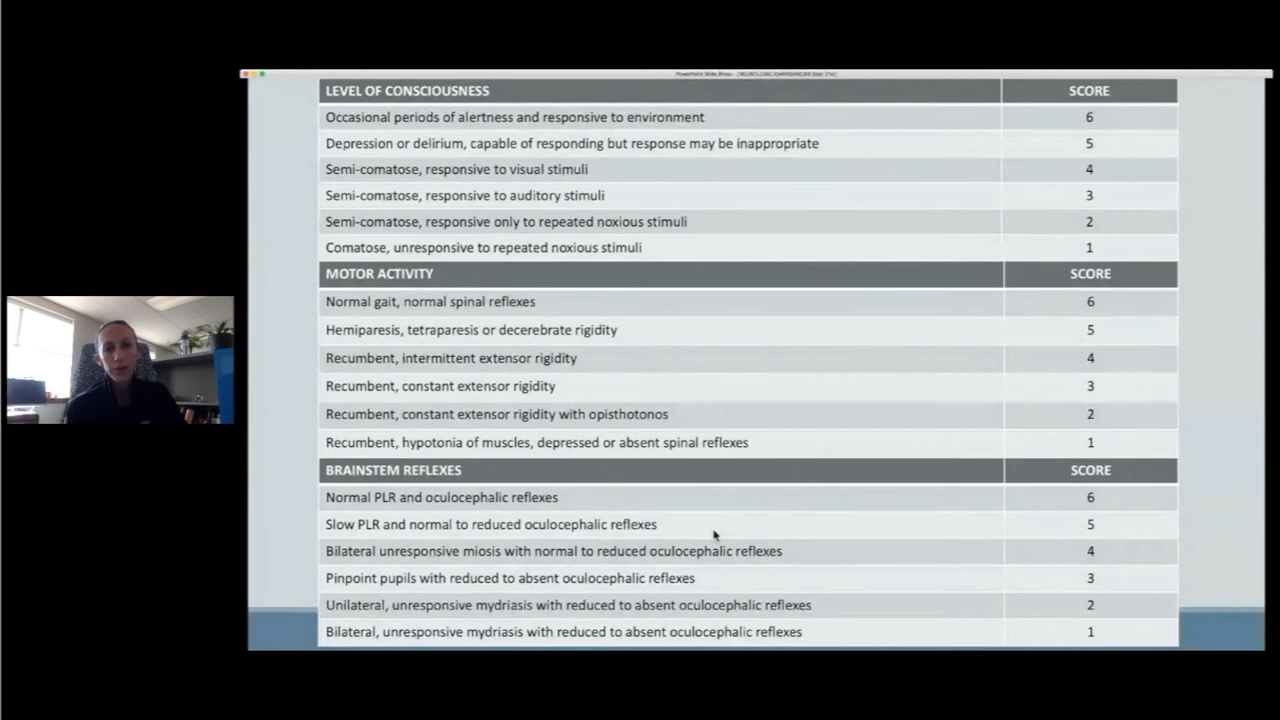 PowerPoint Slide Show - [NEUROLOGIC EMERGENCIES Sept 21st]
LEVEL OF CONSCIOUSNESS SCORE
Occasional periods of alertness and responsive to environment 6
Depression or delirium, capable of responding but response may be inappropriate 5
Semi-comatose, responsive to visual stimuli 4
Semi-comatose, responsive to auditory stimuli 3
Semi-comatose, responsive only to repeated noxious stimuli 2
Comatose, unresponsive to repeated noxious stimuli 1
MOTOR ACTIVITY SCORE
Normal gait, normal spinal reflexes 6
Hemiparesis, tetraparesis or decerebrate rigidity 5
Recumbent, intermittent extensor rigidity 4
Recumbent, constant extensor rigidity 3
Recumbent, constant extensor rigidity with opisthotonos 2
Recumbent, hypotonia of muscles, depressed or absent spinal reflexes 1
BRAINSTEM REFLEXES SCORE
Normal PLR and oculocephalic reflexes 6
Slow PLR and normal to reduced oculocephalic reflexes 5
Bilateral unresponsive miosis with normal to reduced oculocephalic reflexes 4
Pinpoint pupils with reduced to absent oculocephalic reflexes 3
Unilateral, unresponsive mydriasis with reduced to absent oculocephalic reflexes 2
Bilateral, unresponsive mydriasis with reduced to absent oculocephalic reflexes 1